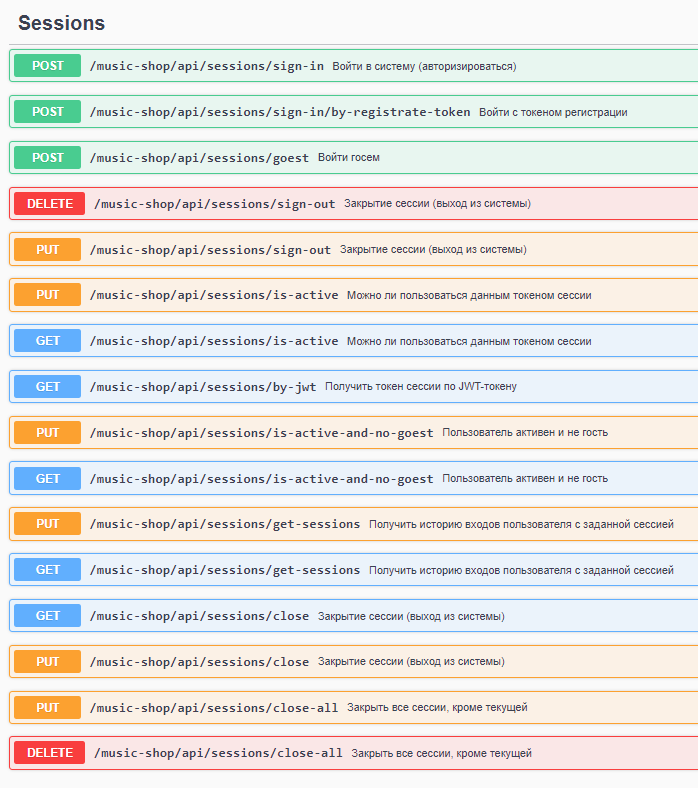 Sessions
POST /music-shop/api/sessions/sign-in Войти в систему (авторизироваться)
POST /music-shop/api/sessions/sign-in/by-registrate-token Войти с токеном регистрации
POST /music-shop/api/sessions/goest Войти госем
DELETE /music-shop/api/sessions/sign-out Закрытие сессии (выход из системы)
PUT /music-shop/api/sessions/sign-out Закрытие сессии (выход из системы)
PUT /music-shop/api/sessions/is-active Можно ли пользоваться данным токеном сессии
GET /music-shop/api/sessions/is-active Можно ли пользоваться данным токеном сессии
GET /music-shop/api/sessions/by-jwt Получить токен сессии по JWT-токену
PUT /music-shop/api/sessions/is-active-and-no-goest Пользователь активен и не гость
GET /music-shop/api/sessions/is-active-and-no-goest Пользователь активен и не гость
PUT /music-shop/api/sessions/get-sessions Получить историю входов пользователя с заданной сессией
GET /music-shop/api/sessions/get-sessions Получить историю входов пользователя с заданной сессией
GET /music-shop/api/sessions/close Закрытие сессии (выход из системы)
PUT /music-shop/api/sessions/close Закрытие сессии (выход из системы)
PUT /music-shop/api/sessions/close-all Закрыть все сессии, кроме текущей
DELETE /music-shop/api/sessions/close-all Закрыть все сессии, кроме текущей